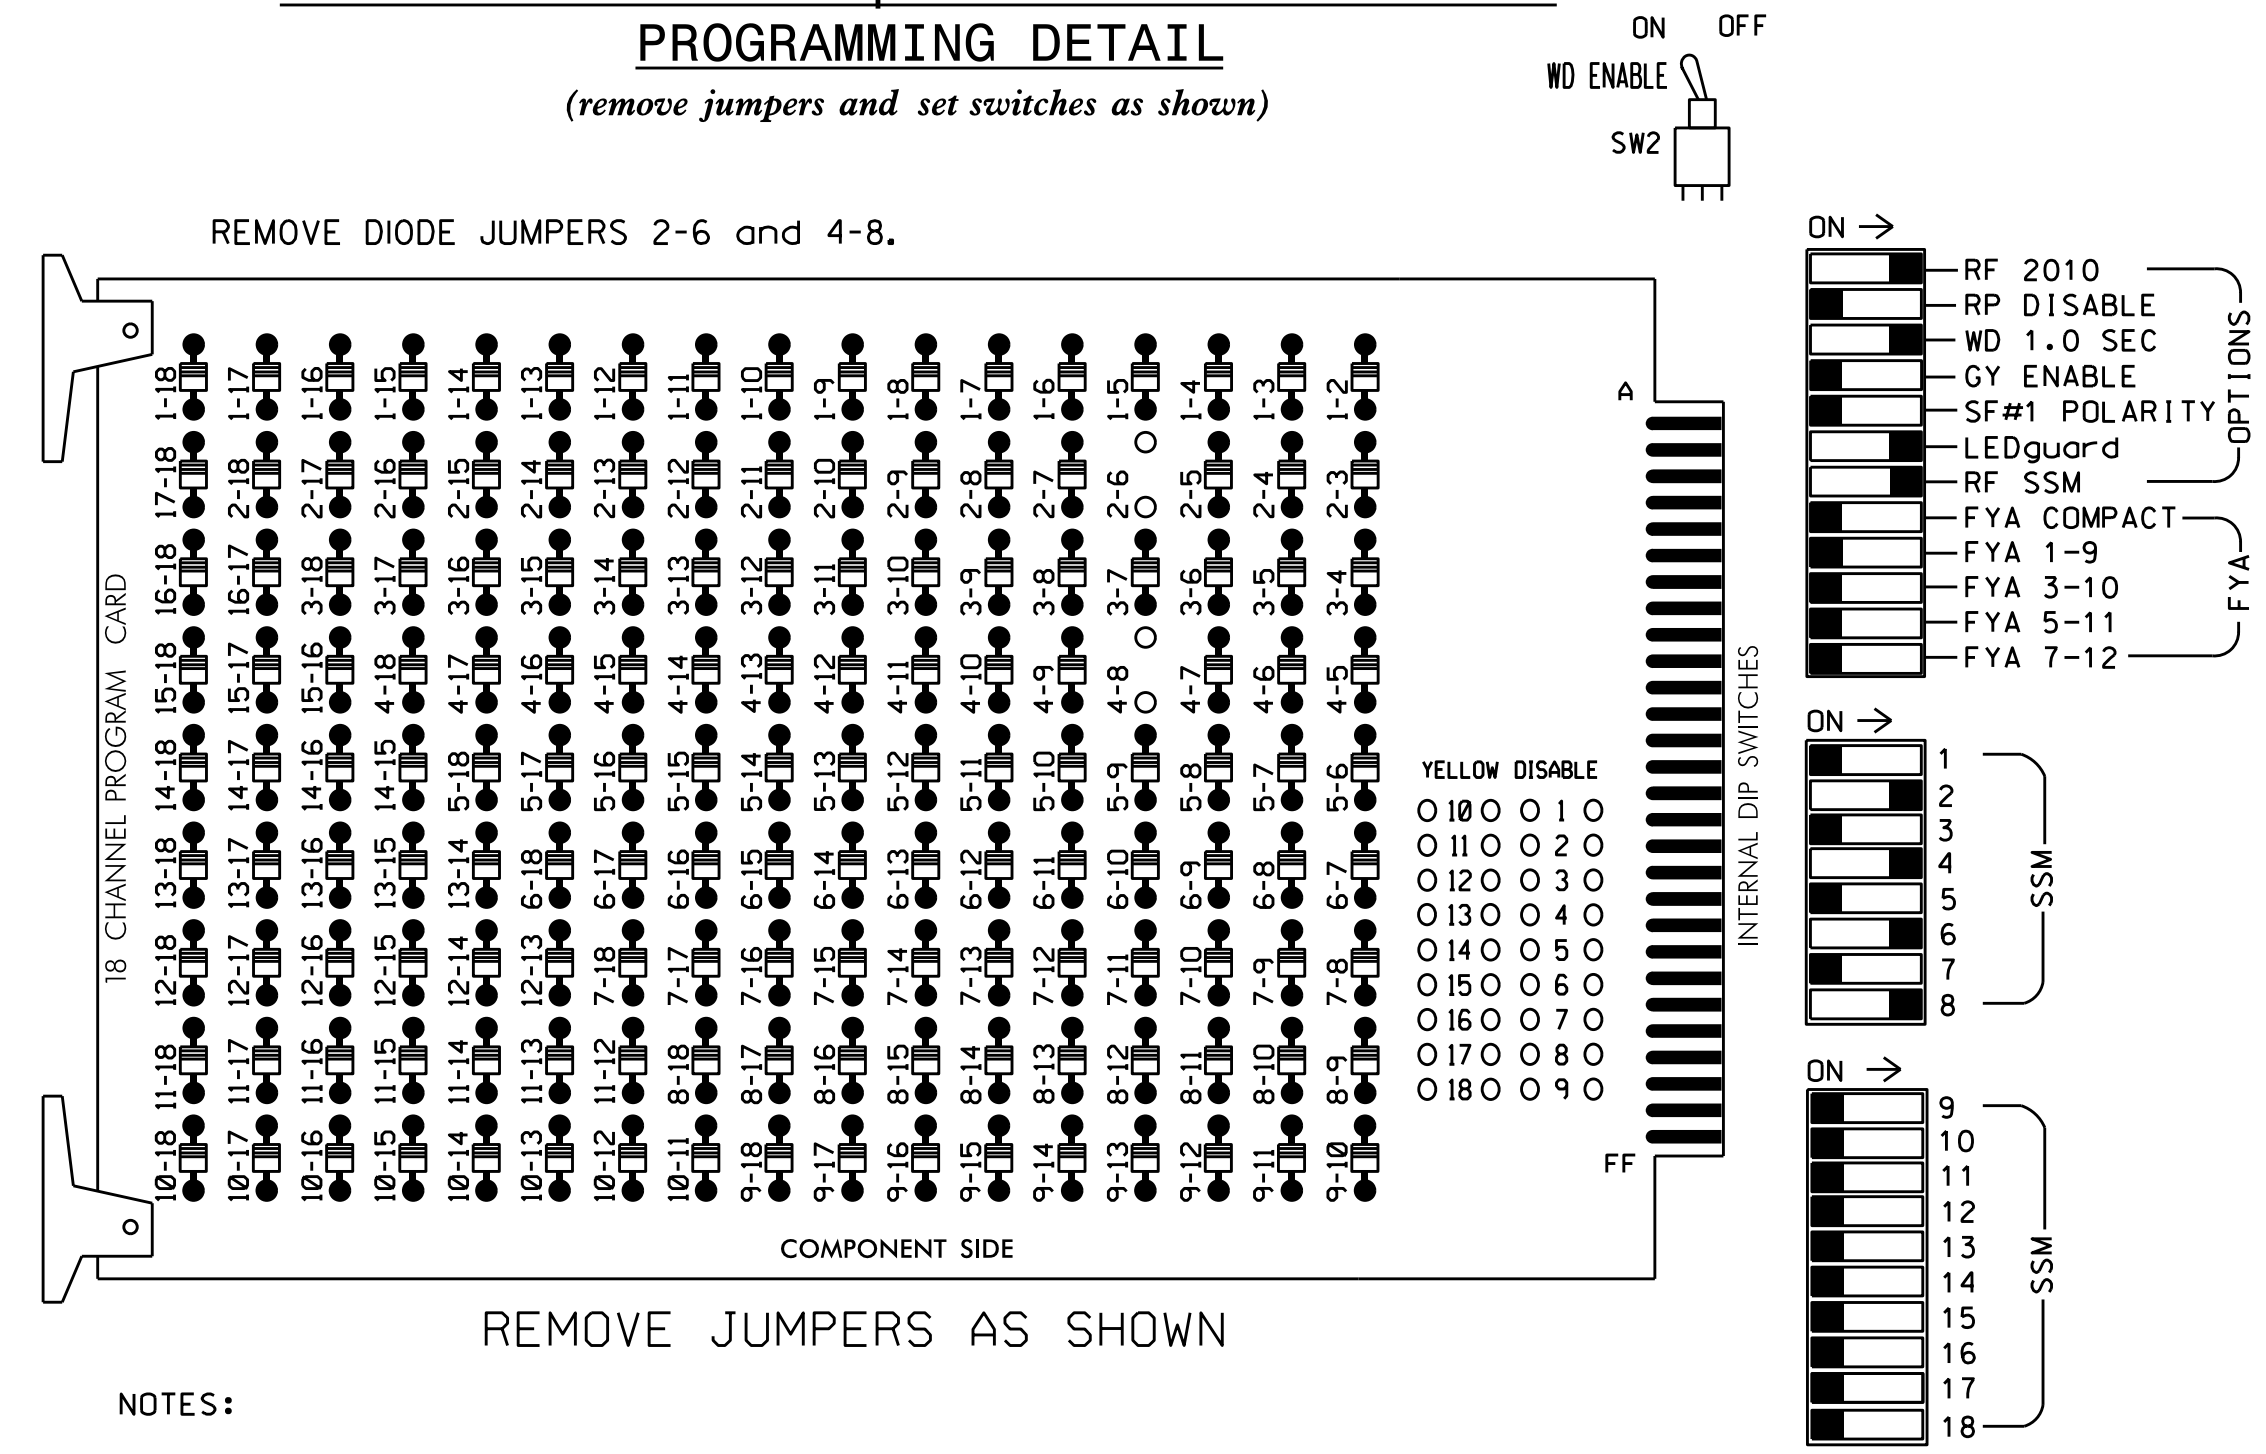 PROGRAMMING DETAIL
(remove jumpers and set switches as shown)
ON OFF
WD ENABLE
SW2
REMOVE DIODE JUMPERS 2-6 and 4-8.
18 CHANNEL PROGRAM CARD
1-18 1-17 1-16 1-15 1-14 1-13 1-12 1-11 1-10 1-9 1-8 1-7 1-6 1-5 1-4 1-3 1-2
17-18 2-18 2-17 2-16 2-15 2-14 2-13 2-12 2-11 2-10 2-9 2-8 2-7 2-6 2-5 2-4 2-3
16-18 16-17 3-18 3-17 3-16 3-15 3-14 3-13 3-12 3-11 3-10 3-9 3-8 3-7 3-6 3-5 3-4
15-18 15-17 15-16 4-18 4-17 4-16 4-15 4-14 4-13 4-12 4-11 4-10 4-9 4-8 4-7 4-6 4-5
14-18 14-17 14-16 14-15 5-18 5-17 5-16 5-15 5-14 5-13 5-12 5-11 5-10 5-9 5-8 5-7 5-6
13-18 13-17 13-16 13-15 13-14 6-18 6-17 6-16 6-15 6-14 6-13 6-12 6-11 6-10 6-9 6-8 6-7
12-18 12-17 12-16 12-15 12-14 12-13 7-18 7-17 7-16 7-15 7-14 7-13 7-12 7-11 7-10 7-9 7-8
11-18 11-17 11-16 11-15 11-14 11-13 11-12 8-18 8-17 8-16 8-15 8-14 8-13 8-12 8-11 8-10 8-9
10-18 10-17 10-16 10-15 10-14 10-13 10-12 10-11 9-18 9-17 9-16 9-15 9-14 9-13 9-12 9-11 9-10
A
YELLOW DISABLE
10 1
11 2
12 3
13 4
14 5
15 6
16 7
17 8
18 9
FF
COMPONENT SIDE
INTERNAL DIP SWITCHES
REMOVE JUMPERS AS SHOWN
NOTES:
ON →
RF 2010
RP DISABLE
WD 1.0 SEC
GY ENABLE
SF#1 POLARITY
LEDguard
RF SSM
OPTIONS
FYA COMPACT
FYA 1-9
FYA 3-10
FYA 5-11
FYA 7-12
FYA
ON →
1
2
3
4
5
6
7
8
SSM
ON →
9
10
11
12
13
14
15
16
17
18
SSM